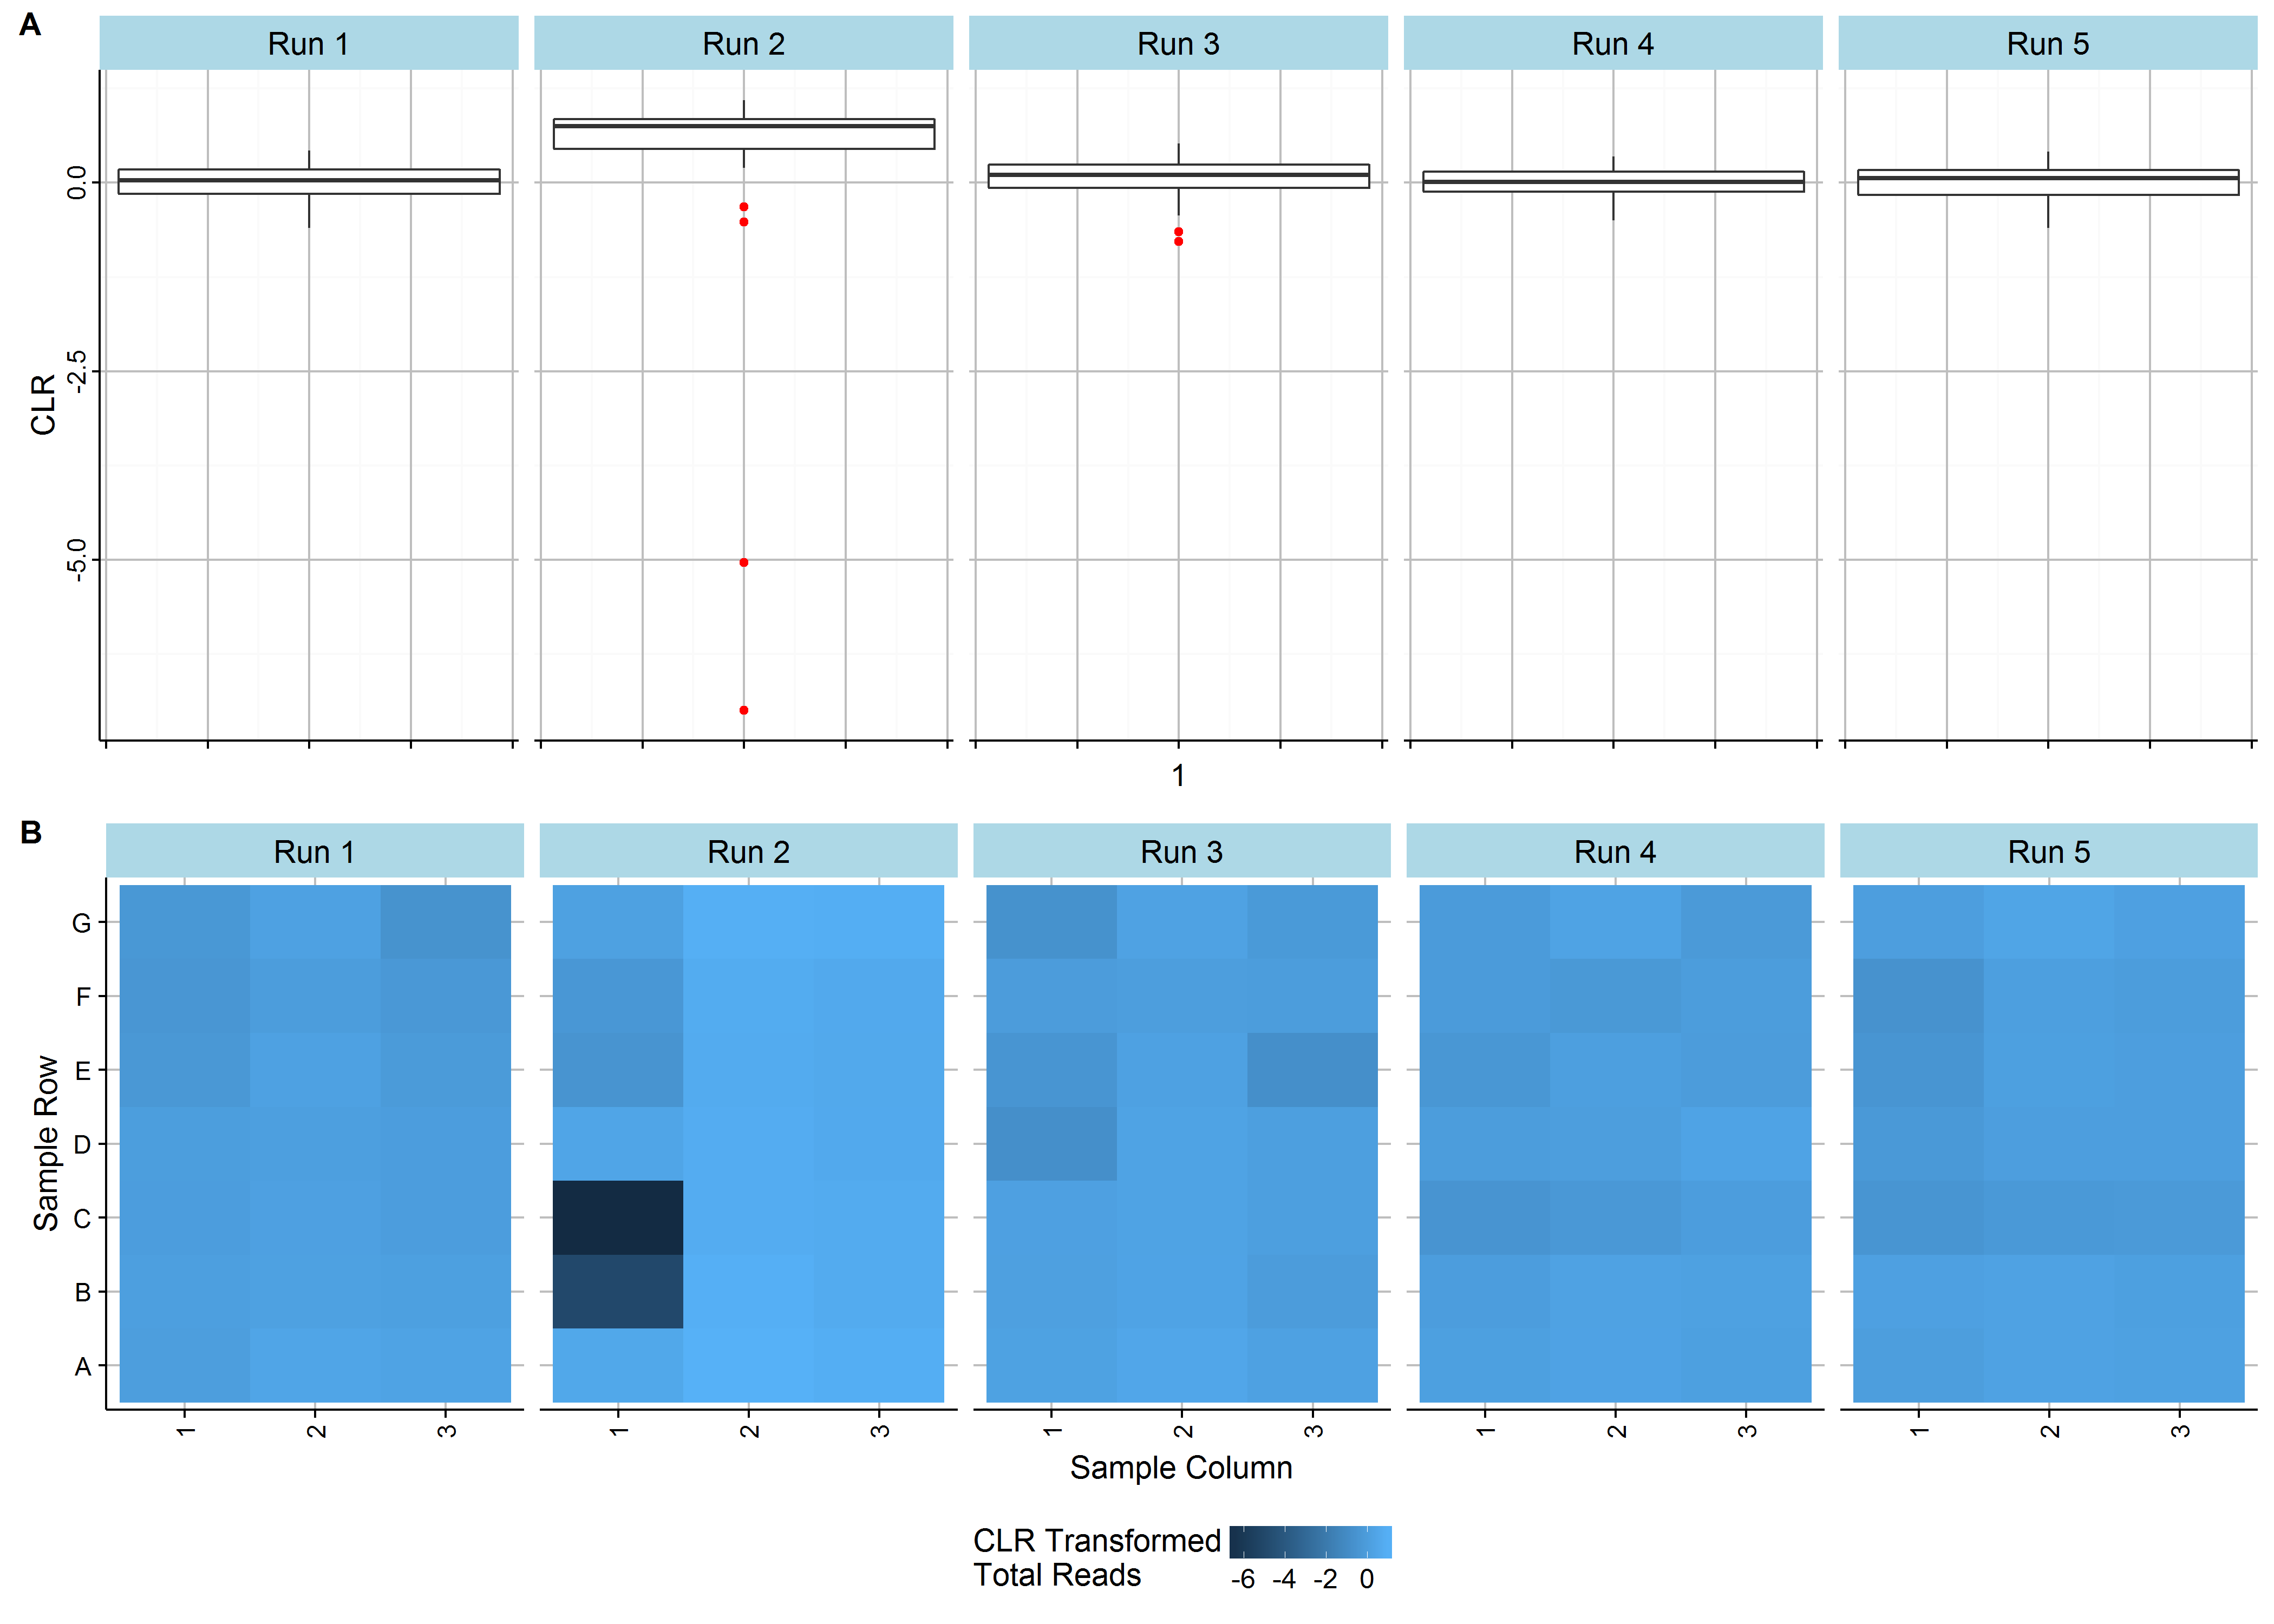 A
Run 1 Run 2 Run 3 Run 4 Run 5
CLR
0.0
-2.5
-5.0
1
B
Run 1 Run 2 Run 3 Run 4 Run 5
Sample Row
G
F
E
D
C
B
A
1 2 3 1 2 3 1 2 3 1 2 3 1 2 3
Sample Column
CLR Transformed
Total Reads
-6 -4 -2 0